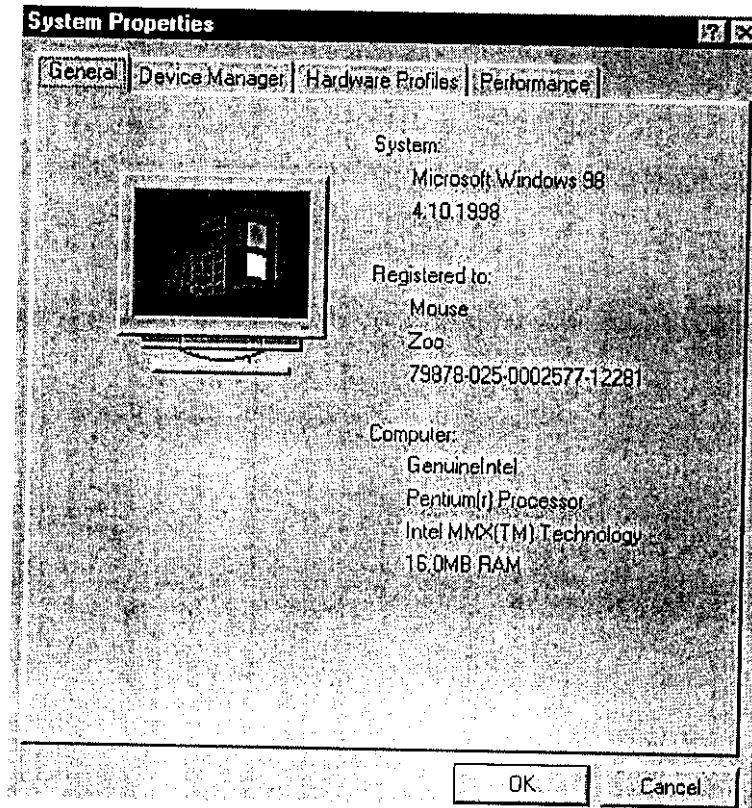 System Properties
General Device Manager Hardware Profiles Performance
System:
Microsoft Windows 98
4.10.1998
Registered to:
Mouse
Zoo
79878-025-0002577-12281
Computer:
GenuineIntel
Pentium(r) Processor
Intel MMX(TM) Technology
16.0MB RAM
OK Cancel